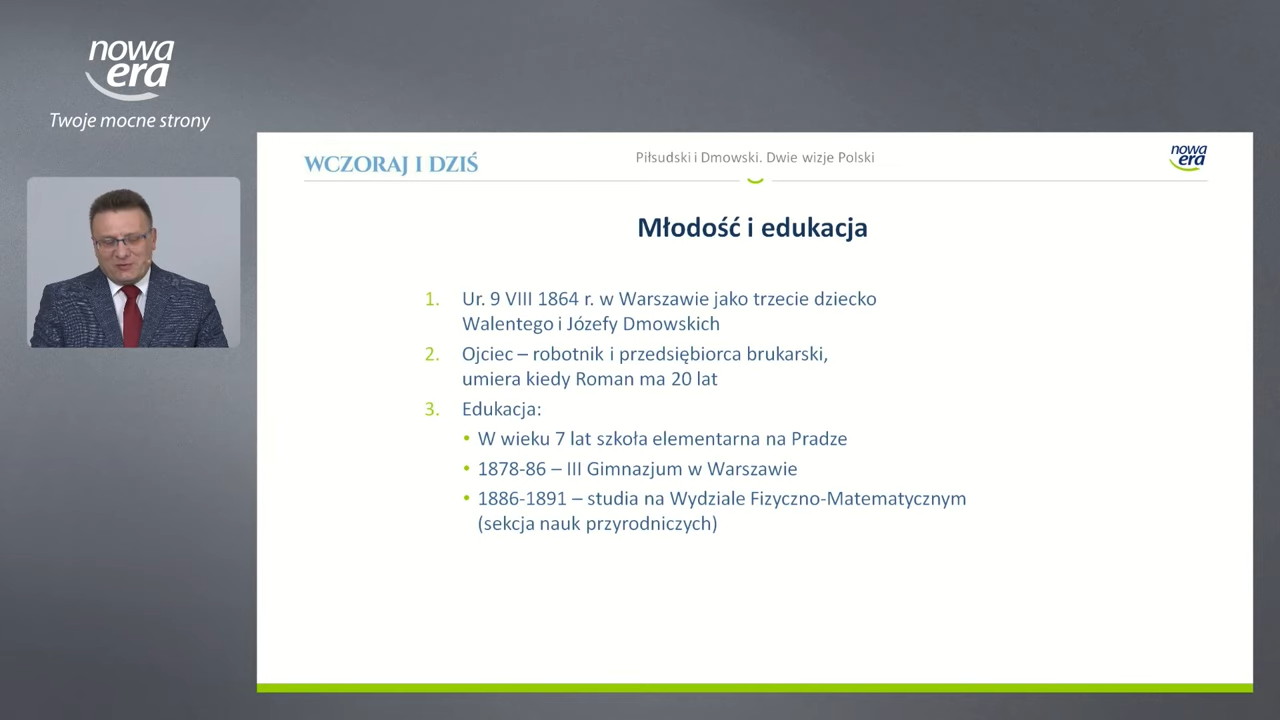 nowa
era
Twoje mocne strony
WCZORAJ I DZIŚ
Piłsudski i Dmowski. Dwie wizje Polski
nowa
era
Młodość i edukacja
1. Ur. 9 VIII 1864 r. w Warszawie jako trzecie dziecko
Walentego i Józefy Dmowskich
2. Ojciec – robotnik i przedsiębiorca brukarski,
umiera kiedy Roman ma 20 lat
3. Edukacja:
• W wieku 7 lat szkoła elementarna na Pradze
• 1878-86 – III Gimnazjum w Warszawie
• 1886-1891 – studia na Wydziale Fizyczno-Matematycznym
(sekcja nauk przyrodniczych)